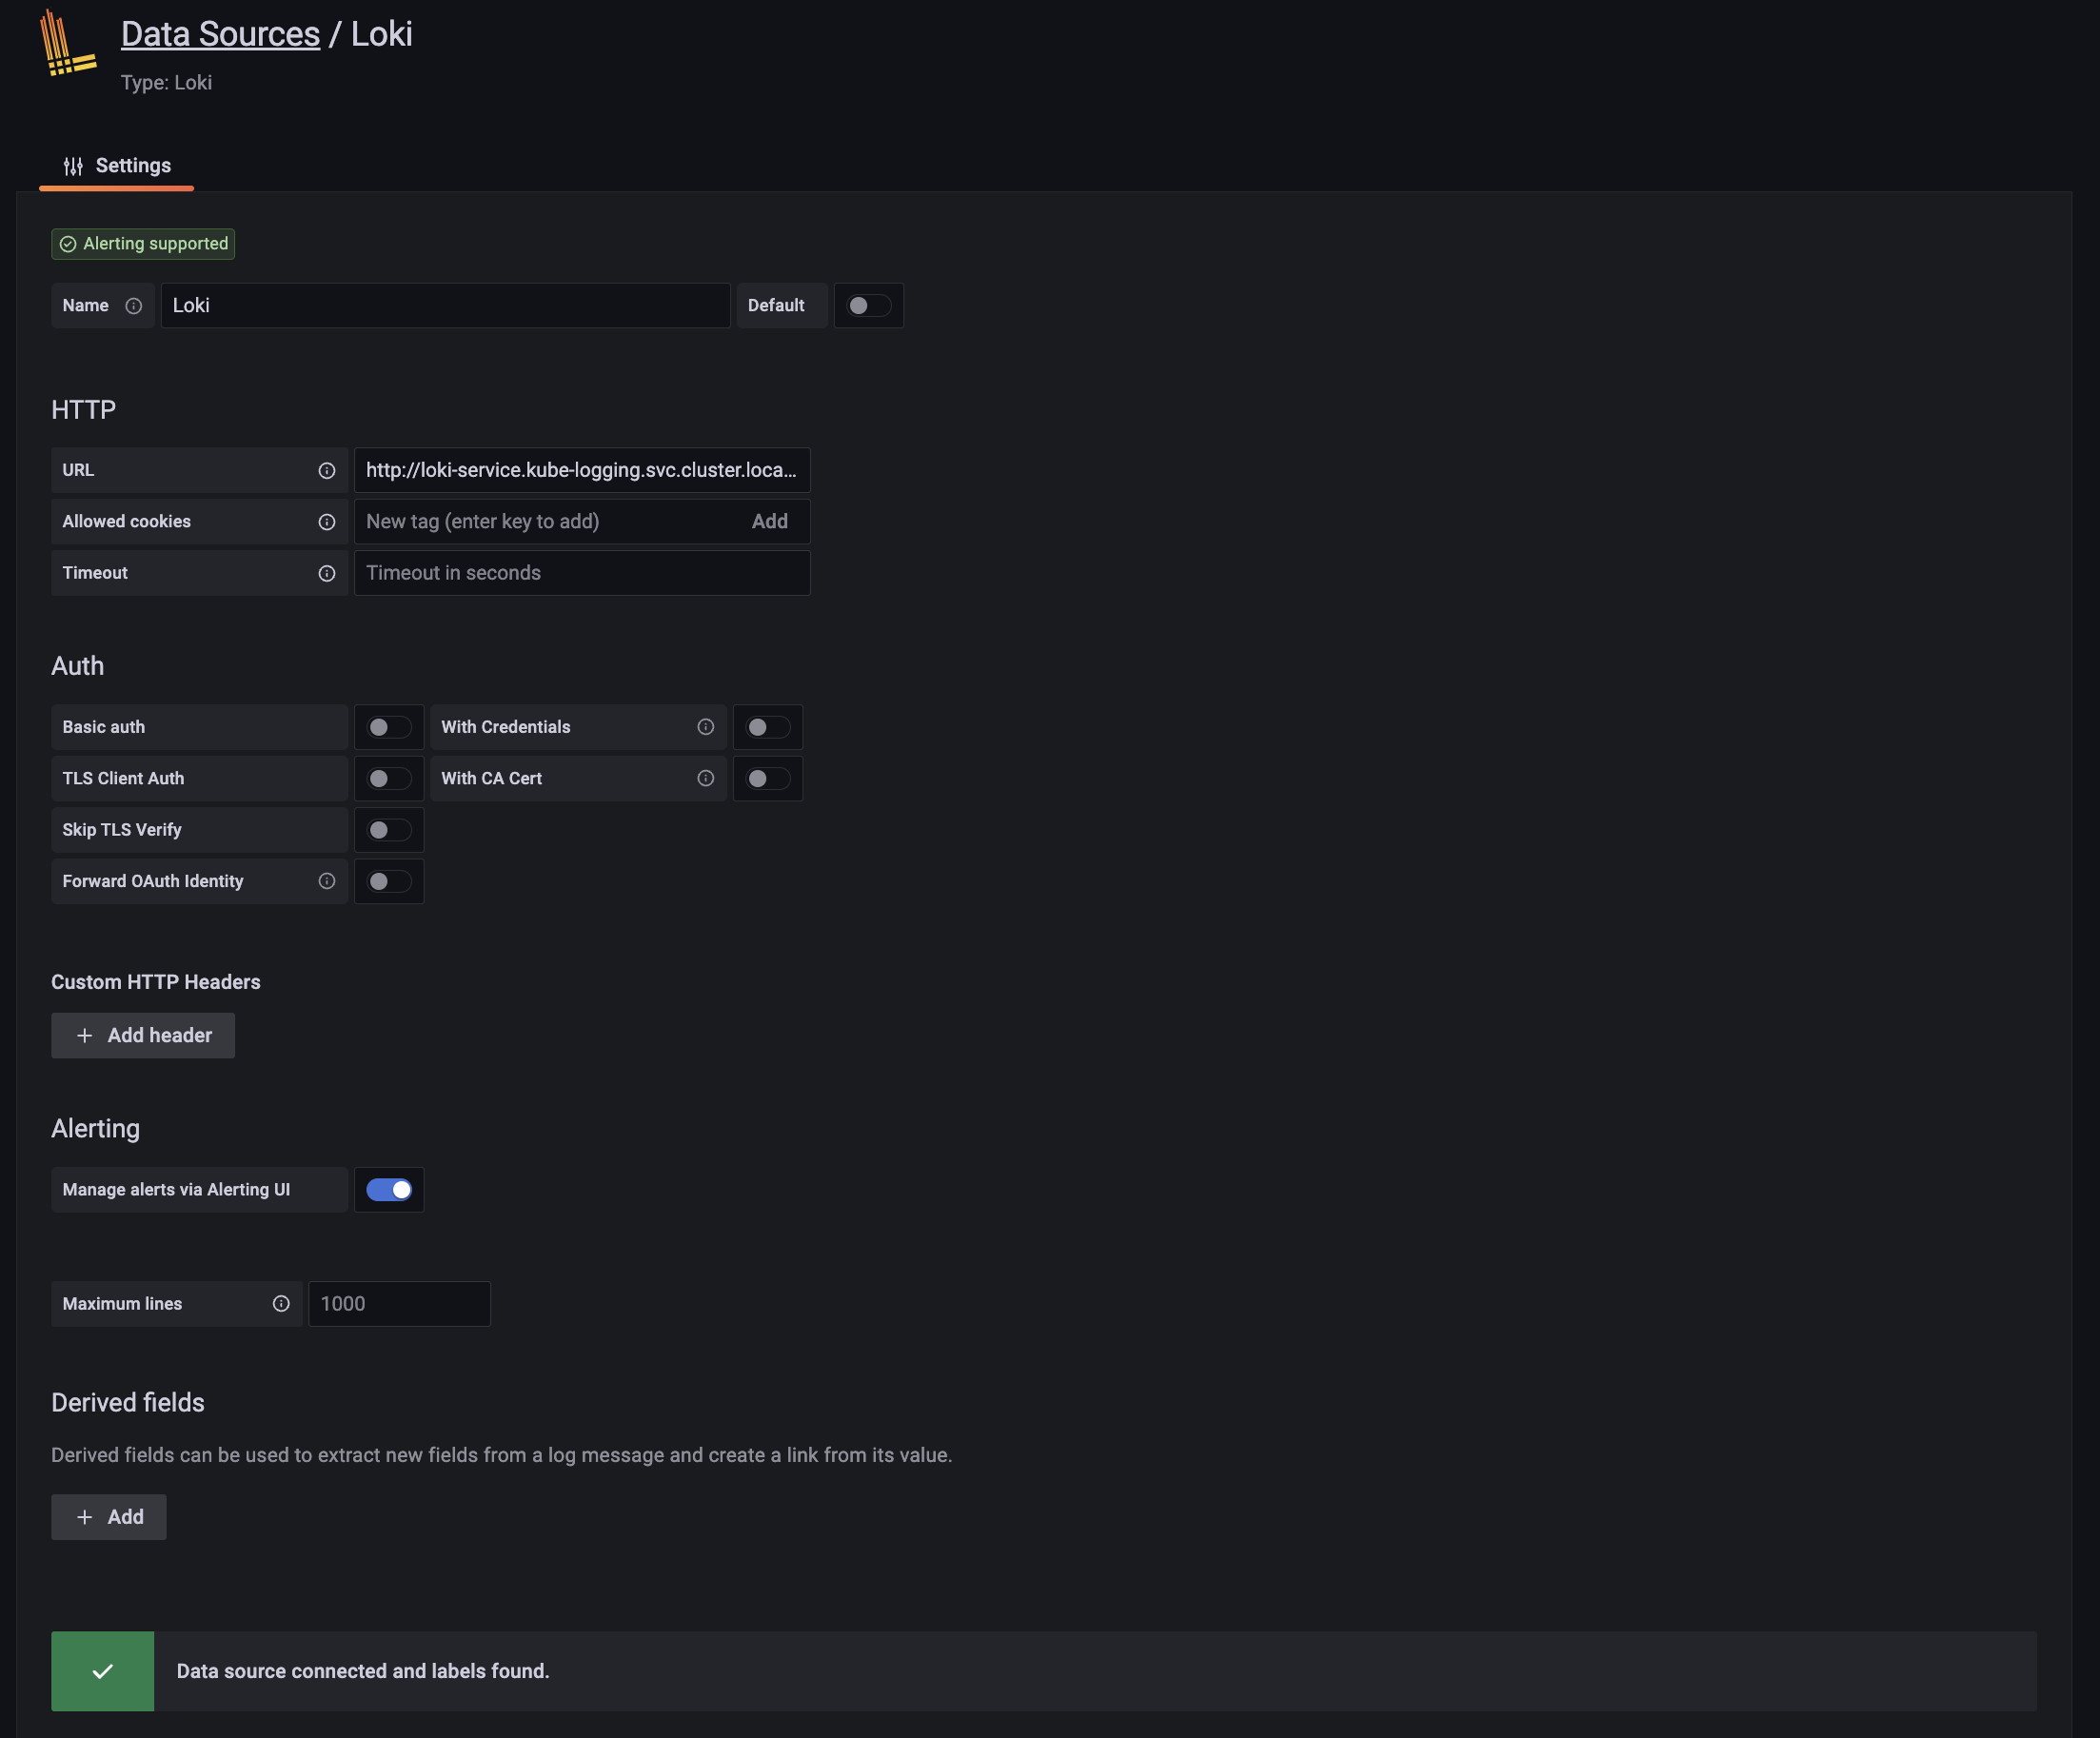 Data Sources / Loki
Type: Loki
Settings
Alerting supported
Name Loki Default
HTTP
URL http://loki-service.kube-logging.svc.cluster.loca...
Allowed cookies New tag (enter key to add) Add
Timeout Timeout in seconds
Auth
Basic auth With Credentials
TLS Client Auth With CA Cert
Skip TLS Verify
Forward OAuth Identity
Custom HTTP Headers
+ Add header
Alerting
Manage alerts via Alerting UI
Maximum lines 1000
Derived fields
Derived fields can be used to extract new fields from a log message and create a link from its value.
+ Add
Data source connected and labels found.